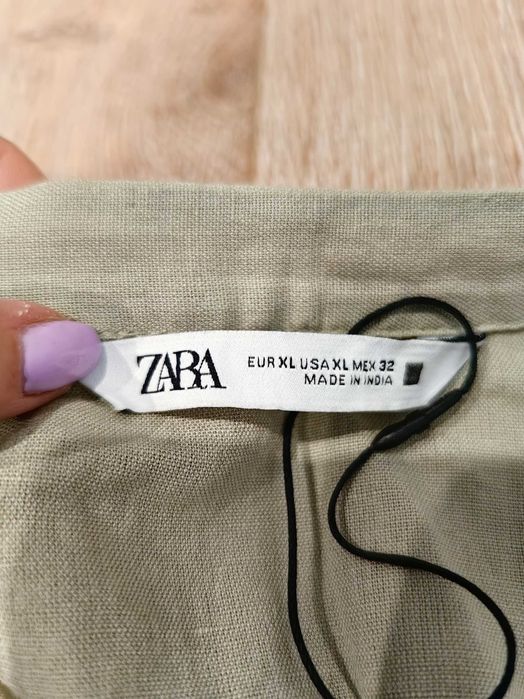 ZARA
EUR XL USA XL MEX 32
MADE IN INDIA